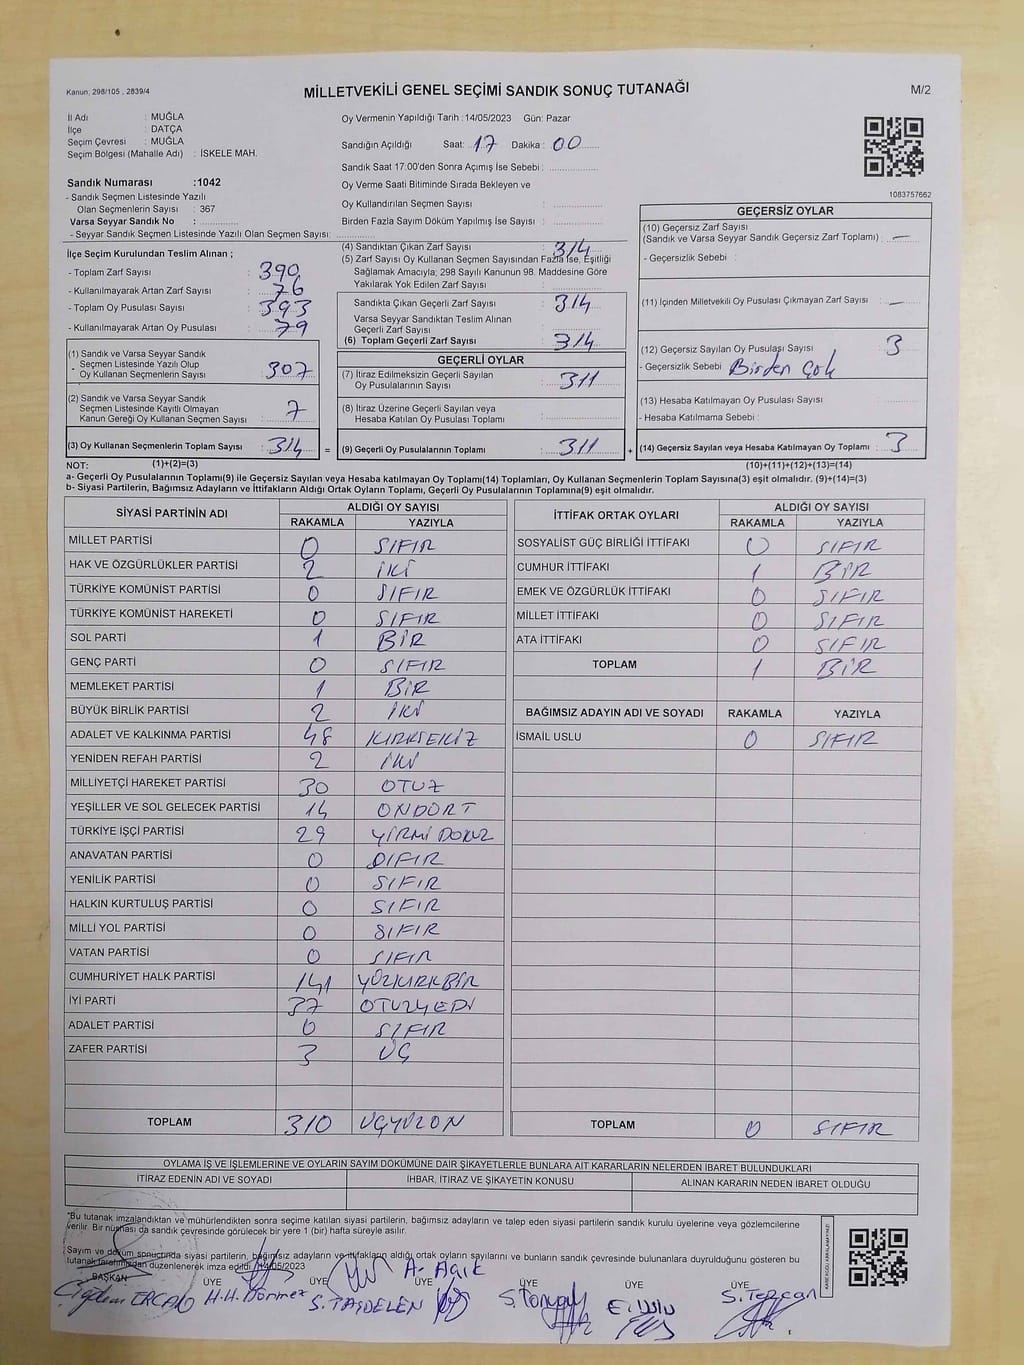 Kanun, 298/105 , 2839/4
MİLLETVEKİLİ GENEL SEÇİMİ SANDIK SONUÇ TUTANAĞI
M/2
İl Adı : MUĞLA
İlçe : DATÇA
Seçim Çevresi : MUĞLA
Seçim Bölgesi (Mahalle Adı) : İSKELE MAH.
Sandık Numarası :1042
- Sandık Seçmen Listesinde Yazılı
Olan Seçmenlerin Sayısı : 367
Varsa Seyyar Sandık No :
- Seyyar Sandık Seçmen Listesinde Yazılı Olan Seçmen Sayısı:
Oy Vermenin Yapıldığı Tarih :14/05/2023 Gün: Pazar
Sandığın Açıldığı Saat: 17 Dakika: 00
Sandık Saat 17:00'den Sonra Açımış İse Sebebi :
Oy Verme Saati Bitiminde Sırada Bekleyen ve
Oy Kullandırılan Seçmen Sayısı :
Birden Fazla Sayım Döküm Yapılmış İse Sayısı :
1083757662
İlçe Seçim Kurulundan Teslim Alınan ;
- Toplam Zarf Sayısı : 390
- Kullanılmayarak Artan Zarf Sayısı : 76
- Toplam Oy Pusulası : 393
- Kullanılmayarak Artan Oy Pusulası : 79
(1) Sandık ve Varsa Seyyar Sandık
Seçmen Listesinde Yazılı Olup
Oy Kullanan Seçmenlerin Sayısı : 307
(2) Sandık ve Varsa Seyyar Sandık
Seçmen Listesinde Kayıtlı Olmayan
Kanun Gereği Oy Kullanan Seçmen Sayısı : 7
(3) Oy Kullanan Seçmenlerin Toplam Sayısı : 314 =
(4) Sandıktan Çıkan Zarf Sayısı : 314
(5) Zarf Sayısı Oy Kullanan Seçmen Sayısından Fazla İse, Eşitliği
Sağlamak Amacıyla; 298 Sayılı Kanunun 98. Maddesine Göre
Yakılarak Yok Edilen Zarf Sayısı :
Sandıkta Çıkan Geçerli Zarf Sayısı : 314
Varsa Seyyar Sandıktan Teslim Alınan
Geçerli Zarf Sayısı :
(6) Toplam Geçerli Zarf Sayısı : 314
GEÇERLİ OYLAR
(7) İtiraz Edilmeksizin Geçerli Sayılan
Oy Pusulalarının Sayısı : 311
(8) İtiraz Üzerine Geçerli Sayılan veya
Hesaba Katılan Oy Pusulası Toplamı :
(9) Geçerli Oy Pusulalarının Toplamı : 311 +
GEÇERSİZ OYLAR
(10) Geçersiz Zarf Sayısı
(Sandık ve Varsa Seyyar Sandık Geçersiz Zarf Toplamı) : —
- Geçersizlik Sebebi :
(11) İçinden Milletvekili Oy Pusulası Çıkmayan Zarf Sayısı : —
(12) Geçersiz Sayılan Oy Pusulası Sayısı : 3
- Geçersizlik Sebebi : Birden Çok
(13) Hesaba Katılmayan Oy Pusulası Sayısı :
- Hesaba Katılmama Sebebi :
(14) Geçersiz Sayılan veya Hesaba Katılmayan Oy Toplamı : 3
NOT: (1)+(2)=(3) (10)+(11)+(12)+(13)=(14)
a- Geçerli Oy Pusulalarının Toplamı(9) ile Geçersiz Sayılan veya Hesaba katılmayan Oy Toplamı(14) Toplamları, Oy Kullanan Seçmenlerin Toplam Sayısına(3) eşit olmalıdır. (9)+(14)=(3)
b- Siyasi Partilerin, Bağımsız Adayların ve İttifakların Aldığı Ortak Oyların Toplamı, Geçerli Oy Pusulalarının Toplamına(9) eşit olmalıdır.
SİYASİ PARTİNİN ADI ALDIĞI OY SAYISI
RAKAMLA YAZIYLA
MİLLET PARTİSİ 0 SIFIR
HAK VE ÖZGÜRLÜKLER PARTİSİ 2 İKİ
TÜRKİYE KOMÜNİST PARTİSİ 0 SIFIR
TÜRKİYE KOMÜNİST HAREKETİ 0 SIFIR
SOL PARTİ 1 BİR
GENÇ PARTİ 0 SIFIR
MEMLEKET PARTİSİ 1 BİR
BÜYÜK BİRLİK PARTİSİ 2 İKİ
ADALET VE KALKINMA PARTİSİ 48 KIRKSEKİZ
YENİDEN REFAH PARTİSİ 2 İKİ
MİLLİYETÇİ HAREKET PARTİSİ 30 OTUZ
YEŞİLLER VE SOL GELECEK PARTİSİ 14 ONDÖRT
TÜRKİYE İŞÇİ PARTİSİ 29 YİRMİ DOKUZ
ANAVATAN PARTİSİ 0 SIFIR
YENİLİK PARTİSİ 0 SIFIR
HALKIN KURTULUŞ PARTİSİ 0 SIFIR
MİLLİ YOL PARTİSİ 0 SIFIR
VATAN PARTİSİ 0 SIFIR
CUMHURİYET HALK PARTİSİ 141 YÜZKIRKBİR
İYİ PARTİ 37 OTUZYEDİ
ADALET PARTİSİ 0 SIFIR
ZAFER PARTİSİ 3 ÜÇ
TOPLAM 310 ÜÇYÜZON
İTTİFAK ORTAK OYLARI ALDIĞI OY SAYISI
RAKAMLA YAZIYLA
SOSYALİST GÜÇ BİRLİĞİ İTTİFAKI 0 SIFIR
CUMHUR İTTİFAKI 1 BİR
EMEK VE ÖZGÜRLÜK İTTİFAKI 0 SIFIR
MİLLET İTTİFAKI 0 SIFIR
ATA İTTİFAKI 0 SIFIR
TOPLAM 1 BİR
BAĞIMSIZ ADAYIN ADI VE SOYADI RAKAMLA YAZIYLA
İSMAİL USLU 0 SIFIR
TOPLAM 0 SIFIR
OYLAMA İŞ VE İŞLEMLERİNE VE OYLARIN SAYIM DÖKÜMÜNE DAİR ŞİKAYETLERLE BUNLARA AİT KARARLARIN NELERDEN İBARET BULUNDUKLARI
İTİRAZ EDENİN ADI VE SOYADI İHBAR, İTİRAZ VE ŞİKAYETİN KONUSU ALINAN KARARIN NEDEN İBARET OLDUĞU
"Bu tutanak imzalandıktan ve mühürlendikten sonra seçime katılan siyasi partilerin, bağımsız adayların ve talep eden siyasi partilerin sandık kurulu üyelerine veya gözlemcilerine
verilir. Bir nüshası da sandık çevresinde görülecek bir yere 1 (bir) hafta süreyle asılır.
Sayım ve döküm sonucunda siyasi partilerin, bağımsız adayların ve ittifakların aldığı ortak oyların sayılarını ve bunların sandık çevresinde bulunanlara duyrulduğunu gösteren bu
tutanak tarafımızdan düzenlenerek imza edildi. 14/05/2023
BAŞKAN ÜYE ÜYE ÜYE ÜYE ÜYE ÜYE
A. Açık
Çiğdem ERCAN H.H. Dönmez S. TAŞDELEN S. Tezcan